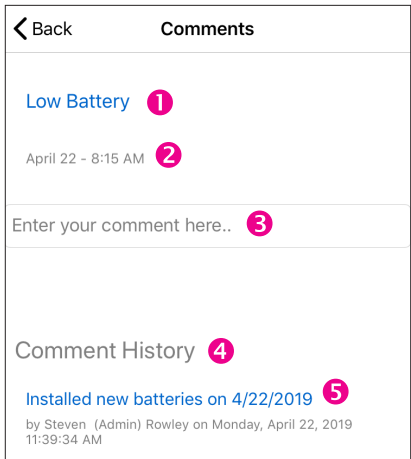 Back Comments
Low Battery 1
April 22 - 8:15 AM 2
Enter your comment here.. 3
Comment History 4
Installed new batteries on 4/22/2019 5
by Steven (Admin) Rowley on Monday, April 22, 2019
11:39:34 AM